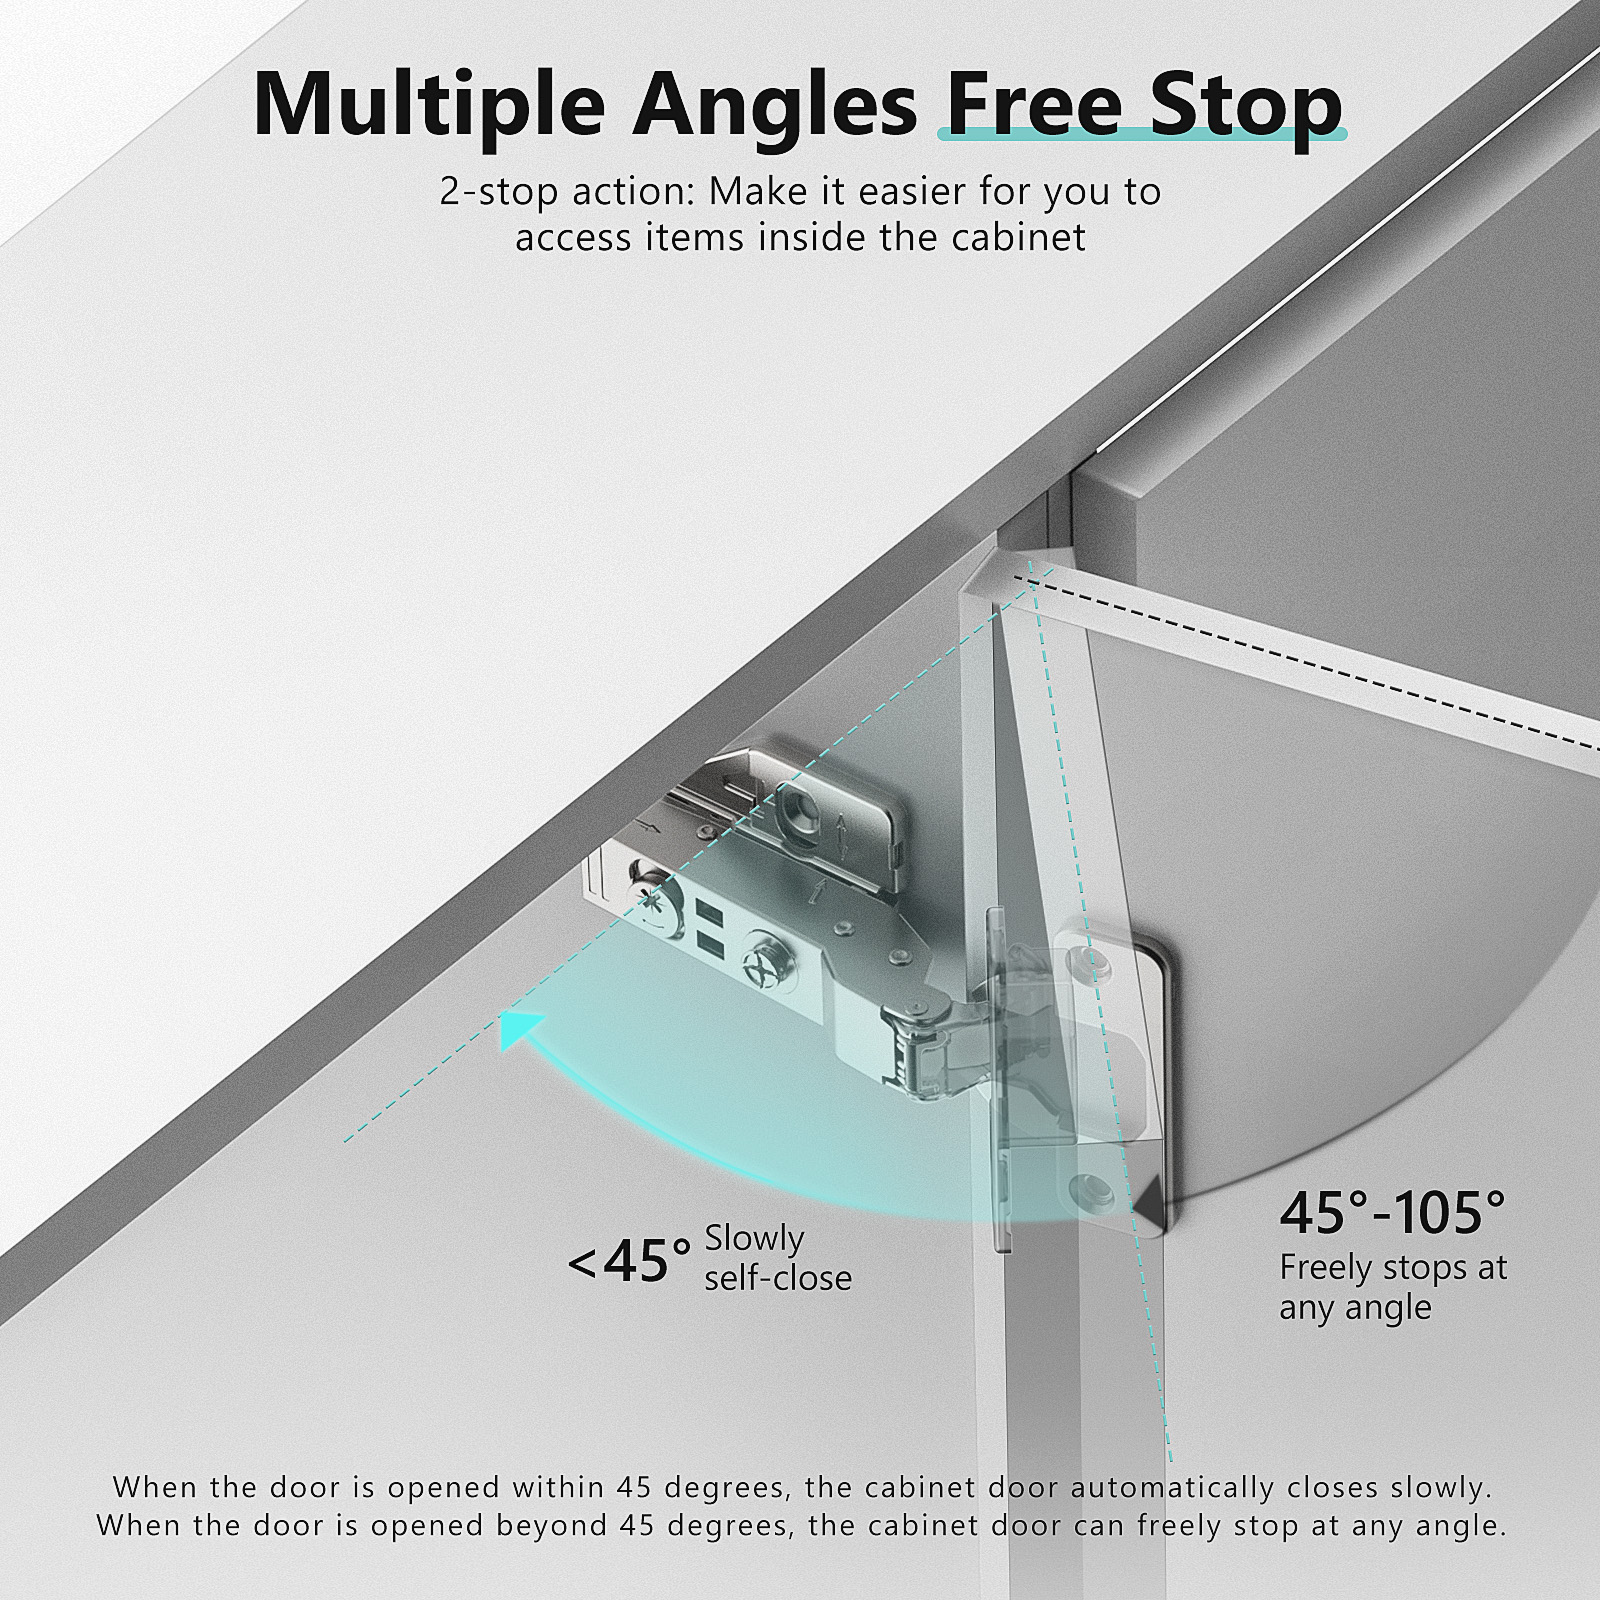 Multiple Angles Free Stop
2-stop action: Make it easier for you to
access items inside the cabinet
<45° Slowly
self-close
45°-105°
Freely stops at
any angle
When the door is opened within 45 degrees, the cabinet door automatically closes slowly.
When the door is opened beyond 45 degrees, the cabinet door can freely stop at any angle.